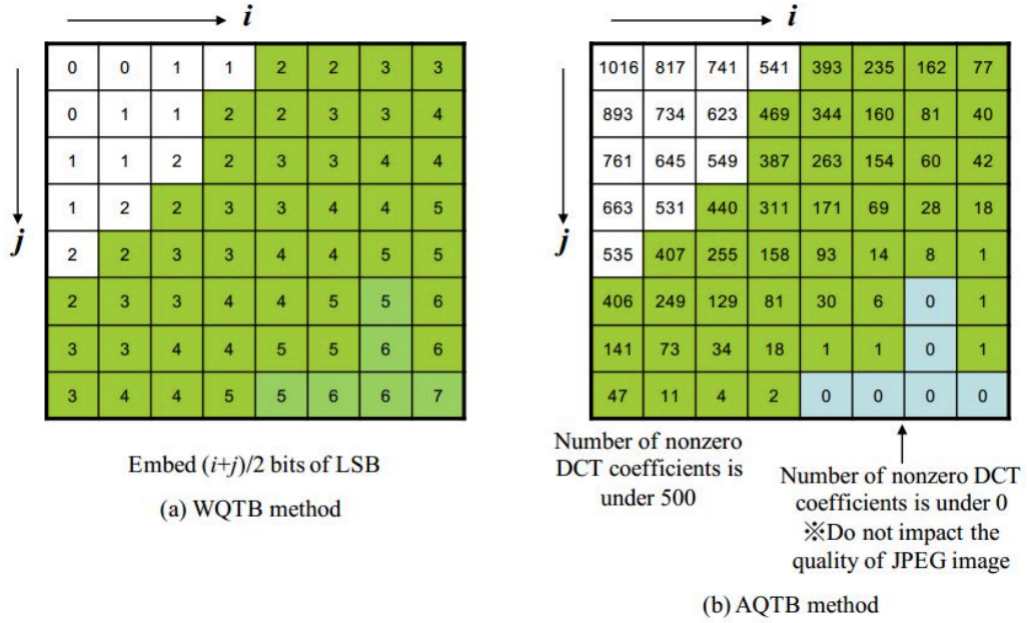 i
0 0 1 1 2 2 3 3
0 1 1 2 2 3 3 4
1 1 2 2 3 3 4 4
1 2 2 3 3 4 4 5
2 2 3 3 4 4 5 5
2 3 3 4 4 5 5 6
3 3 4 4 5 5 6 6
3 4 4 5 5 6 6 7
j
Embed (i+j)/2 bits of LSB
(a) WQTB method
i
1016 817 741 541 393 235 162 77
893 734 623 469 344 160 81 40
761 645 549 387 263 154 60 42
663 531 440 311 171 69 28 18
535 407 255 158 93 14 8 1
406 249 129 81 30 6 0 1
141 73 34 18 1 1 0 1
47 11 4 2 0 0 0 0
j
Number of nonzero
DCT coefficients is
under 500
Number of nonzero DCT
coefficients is under 0
※Do not impact the
quality of JPEG image
(b) AQTB method